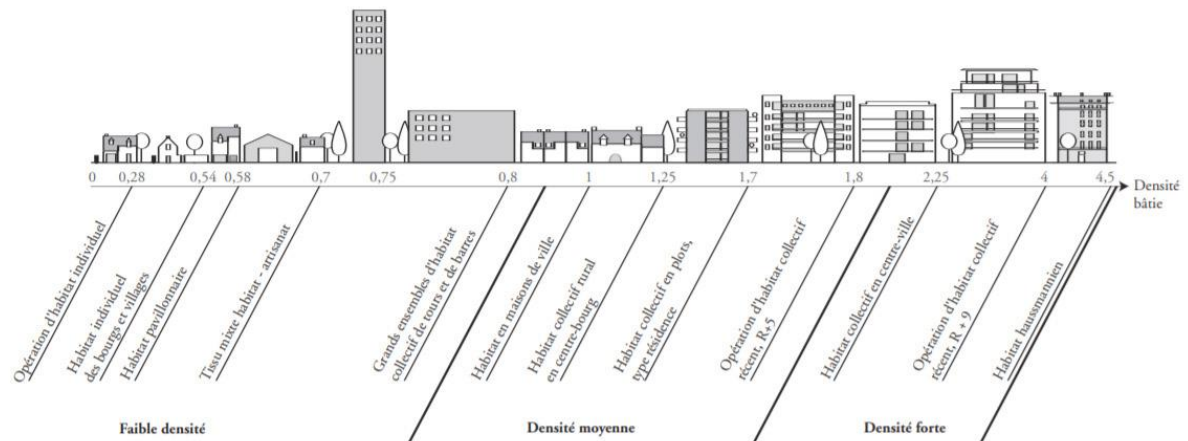 0 0,28 0,54 0,58 0,7 0,75 0,8 1 1,25 1,7 1,8 2,25 4 4,5
Densité
bâtie
Opération d'habitat individuel
Habitat individuel
des bourgs et villages
Habitat pavillonnaire
Tissu mixte habitat - artisanat
Grands ensembles d'habitat
collectif de tours et de barres
Habitat en maisons de ville
Habitat collectif rural
en centre-bourg
Habitat collectif en plots,
type résidence
Opération d'habitat collectif
récent, R+5
Habitat collectif en centre-ville
Opération d'habitat collectif
récent, R + 9
Habitat haussmannien
Faible densité
Densité moyenne
Densité forte